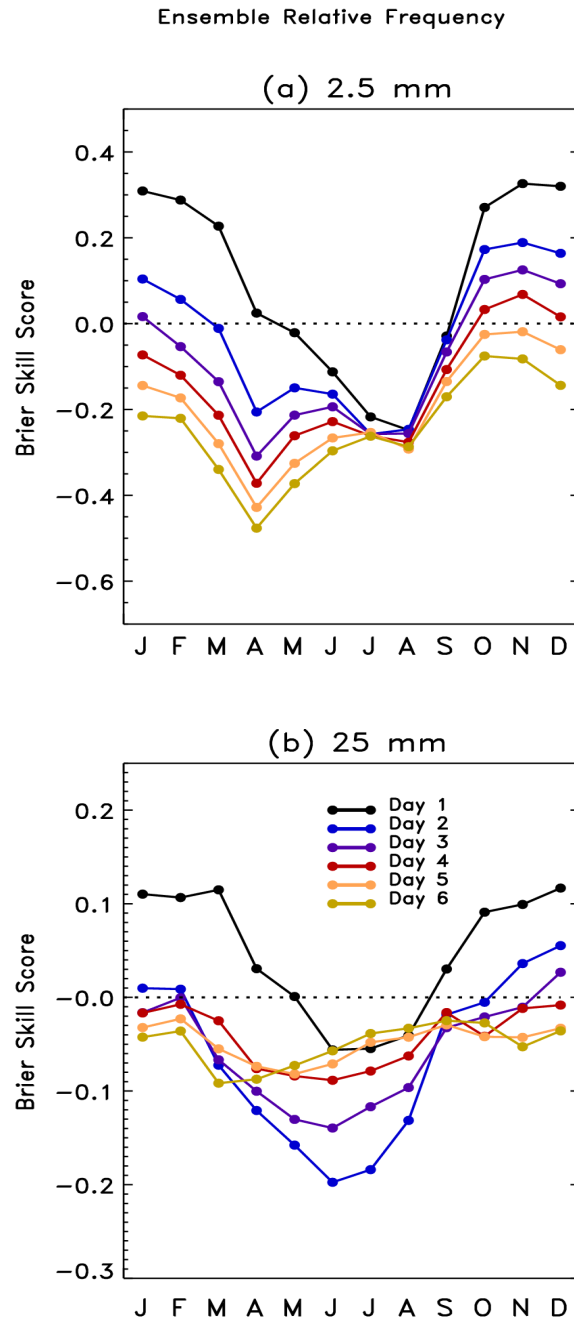 Ensemble Relative Frequency
(a) 2.5 mm
0.4
0.2
0.0
−0.2
−0.4
−0.6
Brier Skill Score
J F M A M J J A S O N D
(b) 25 mm
0.2
0.1
−0.0
−0.1
−0.2
−0.3
Brier Skill Score
Day 1
Day 2
Day 3
Day 4
Day 5
Day 6
J F M A M J J A S O N D